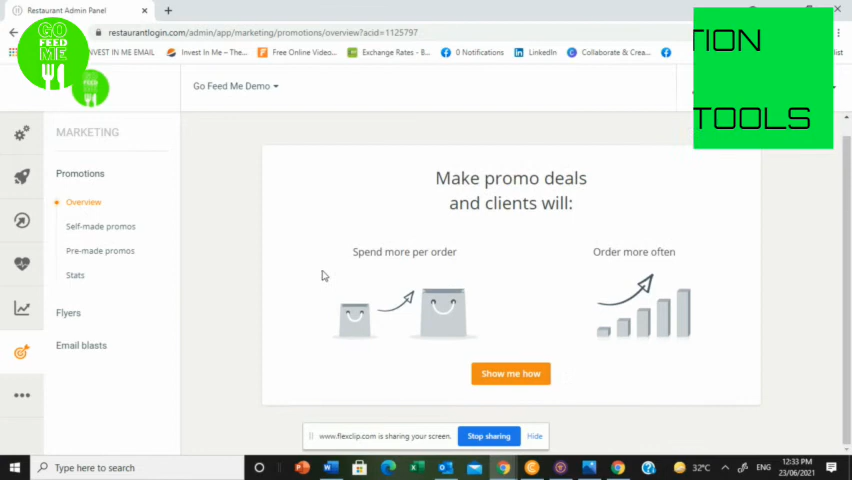 Restaurant Admin Panel
restaurantlogin.com/admin/app/marketing/promotions/overview?acid=1125797
INVEST IN ME EMAIL
Invest In Me – The...
Free Online Video...
Exchange Rates - B...
0 Notifications
LinkedIn
Collaborate & Crea...
list
GO
FEED
ME
TION
TOOLS
Go Feed Me Demo
MARKETING
Promotions
Overview
Self-made promos
Pre-made promos
Stats
Flyers
Email blasts
Make promo deals
and clients will:
Spend more per order
Order more often
Show me how
www.flexclip.com is sharing your screen.
Stop sharing
Hide
Type here to search
32°C
ENG
12:33 PM
23/06/2021